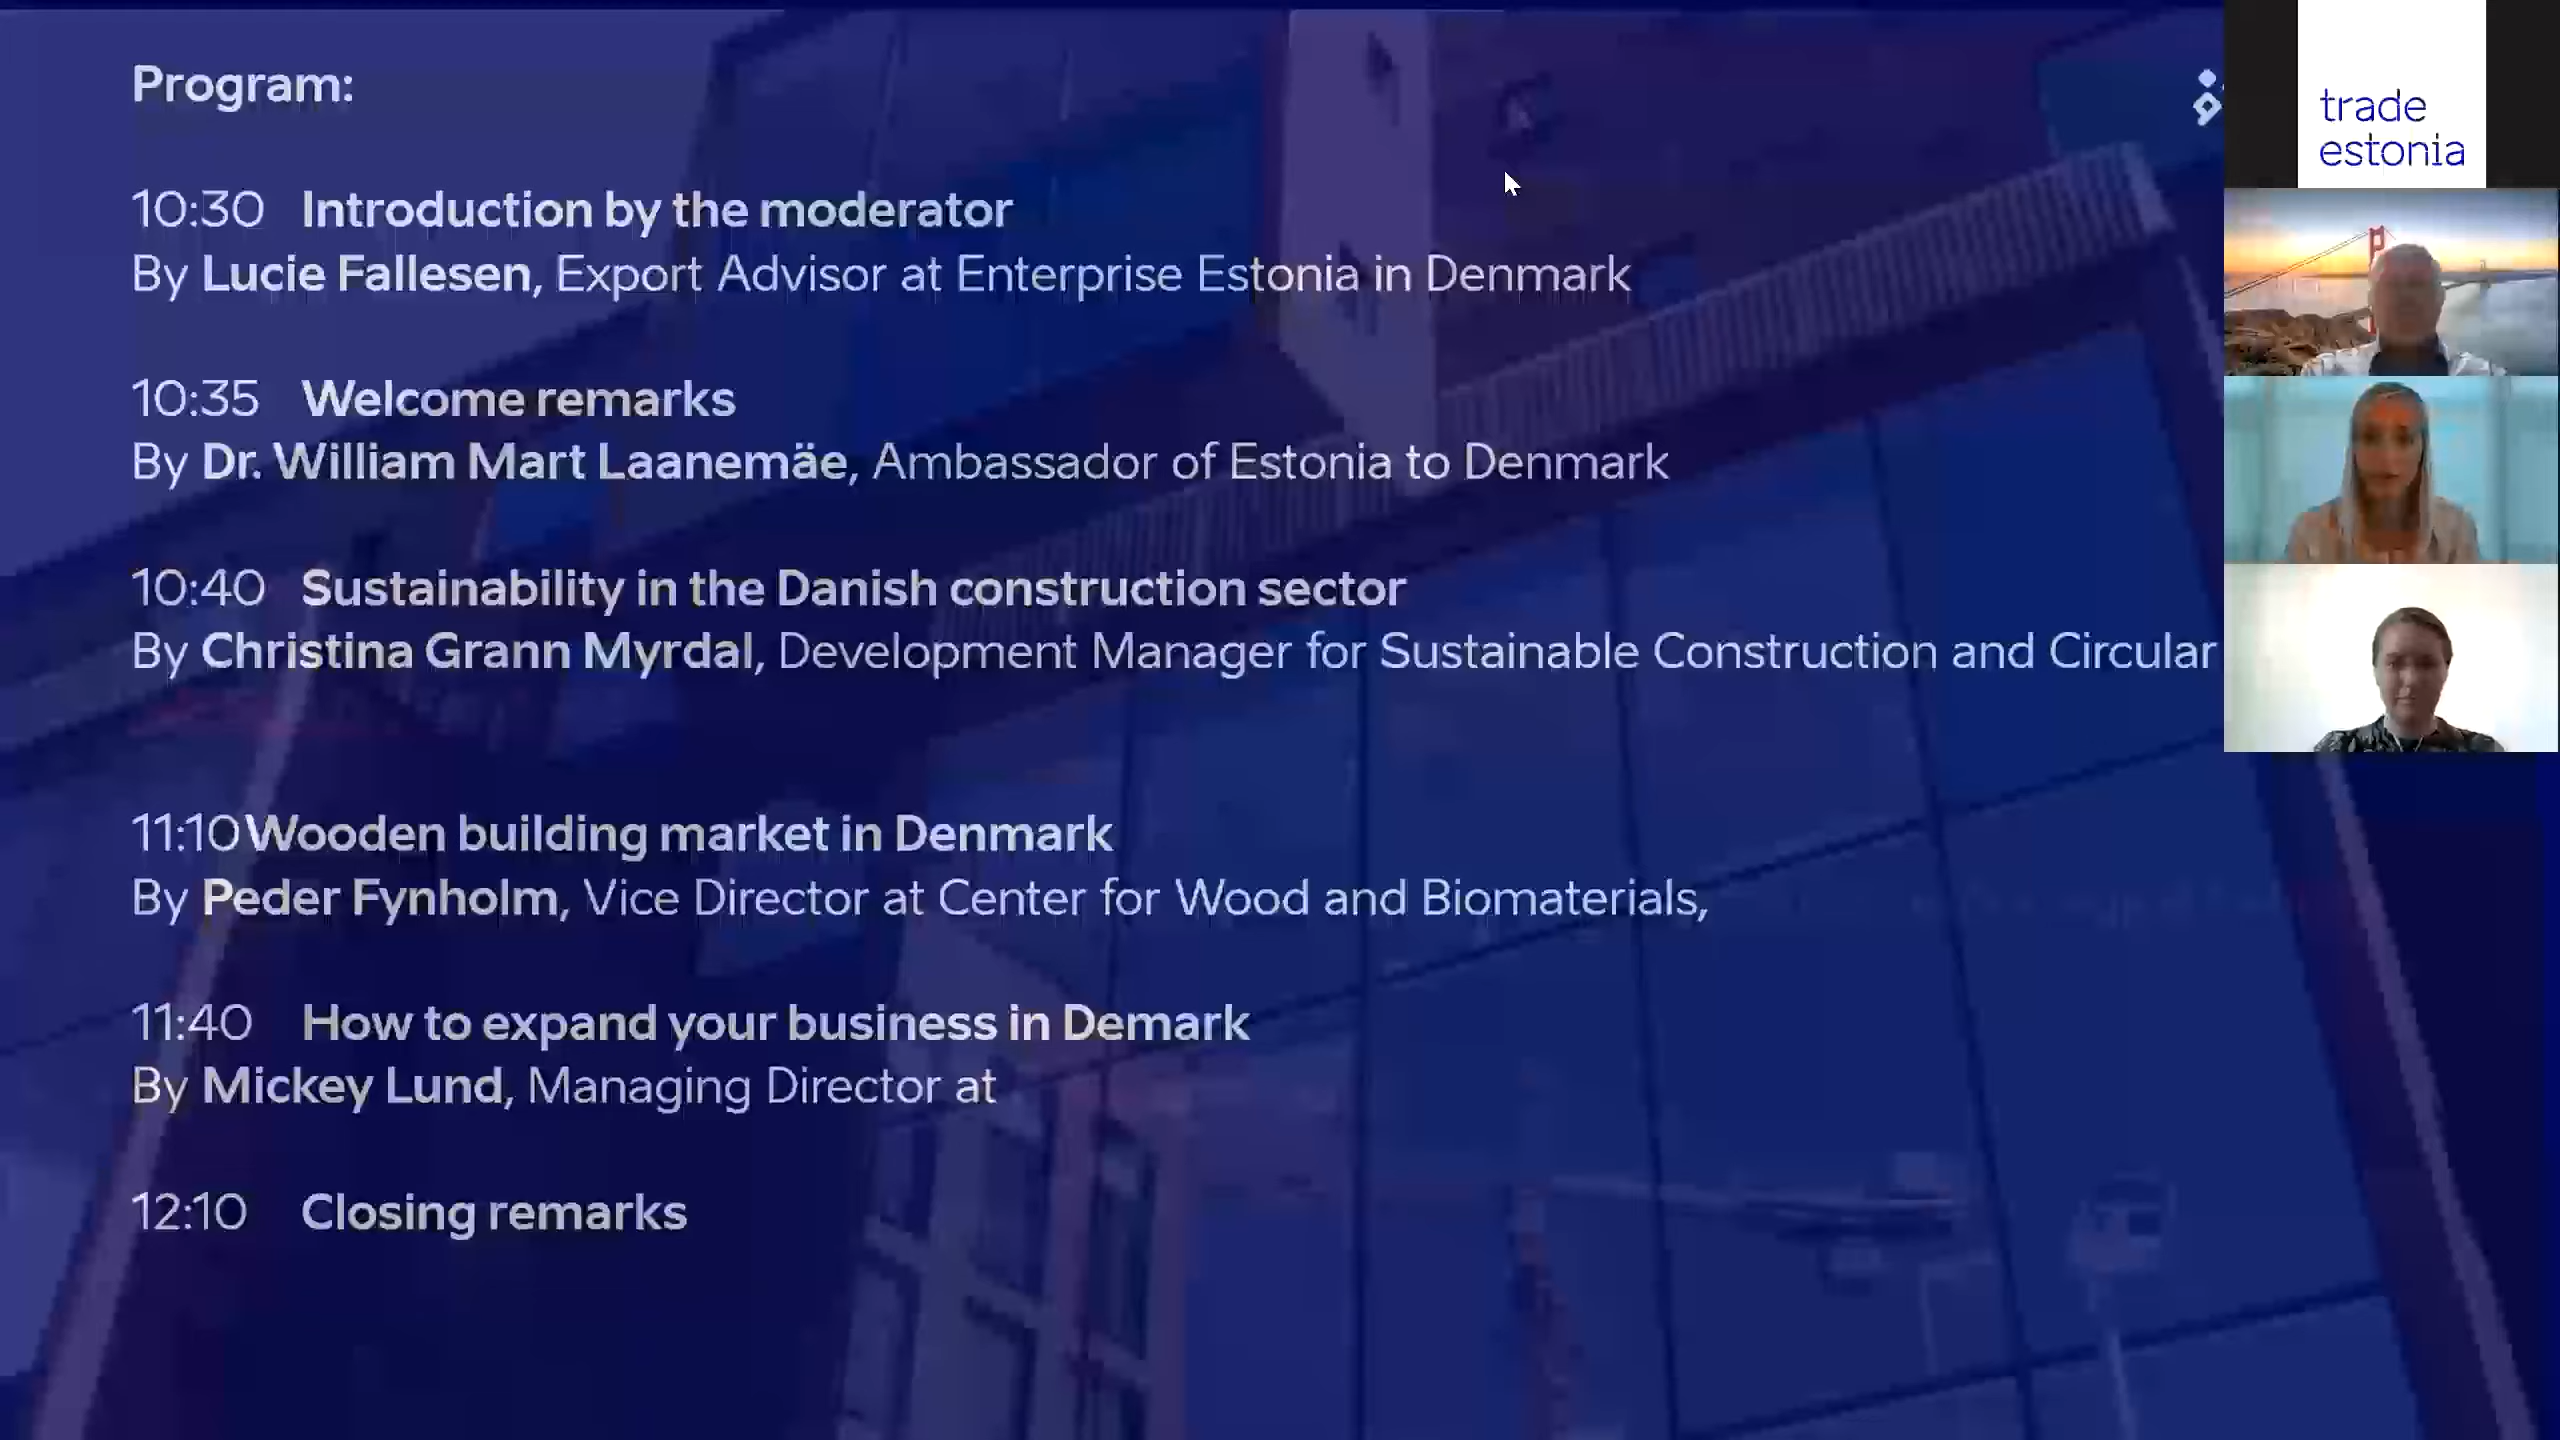 Program:
10:30 Introduction by the moderator
By Lucie Fallesen, Export Advisor at Enterprise Estonia in Denmark
10:35 Welcome remarks
By Dr. William Mart Laanemäe, Ambassador of Estonia to Denmark
10:40 Sustainability in the Danish construction sector
By Christina Grann Myrdal, Development Manager for Sustainable Construction and Circular
11:10 Wooden building market in Denmark
By Peder Fynholm, Vice Director at Center for Wood and Biomaterials,
11:40 How to expand your business in Demark
By Mickey Lund, Managing Director at
12:10 Closing remarks
trade
estonia